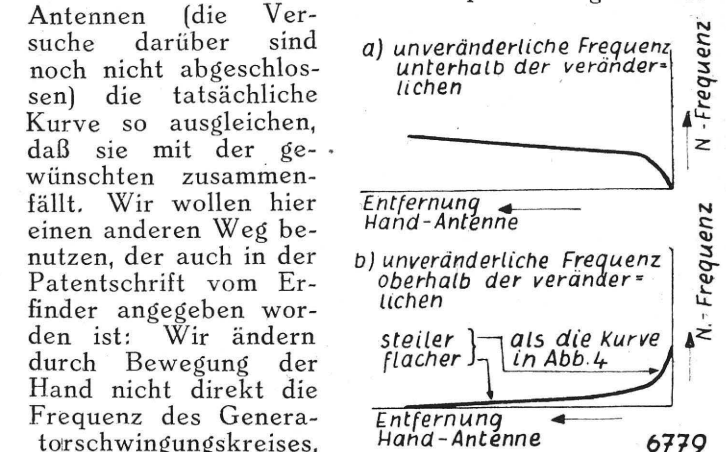 Antennen (die Ver-
suche darüber sind
noch nicht abgeschlos-
sen) die tatsächliche
Kurve so ausgleichen,
daß sie mit der ge-
wünschten zusammen-
fällt. Wir wollen hier
einen anderen Weg be-
nutzen, der auch in der
Patentschrift vom Er-
finder angegeben wor-
den ist: Wir ändern
durch Bewegung der
Hand nicht direkt die
Frequenz des Genera-
torschwingungskreises,
a) unveränderliche Frequenz
unterhalb der veränder=
lichen
N-Frequenz
Entfernung
Hand-Antenne
b) unveränderliche Frequenz
oberhalb der veränder=
lichen
N.-Frequenz
steiler } als die Kurve
flacher } in Abb. 4
Entfernung
Hand-Antenne
6779